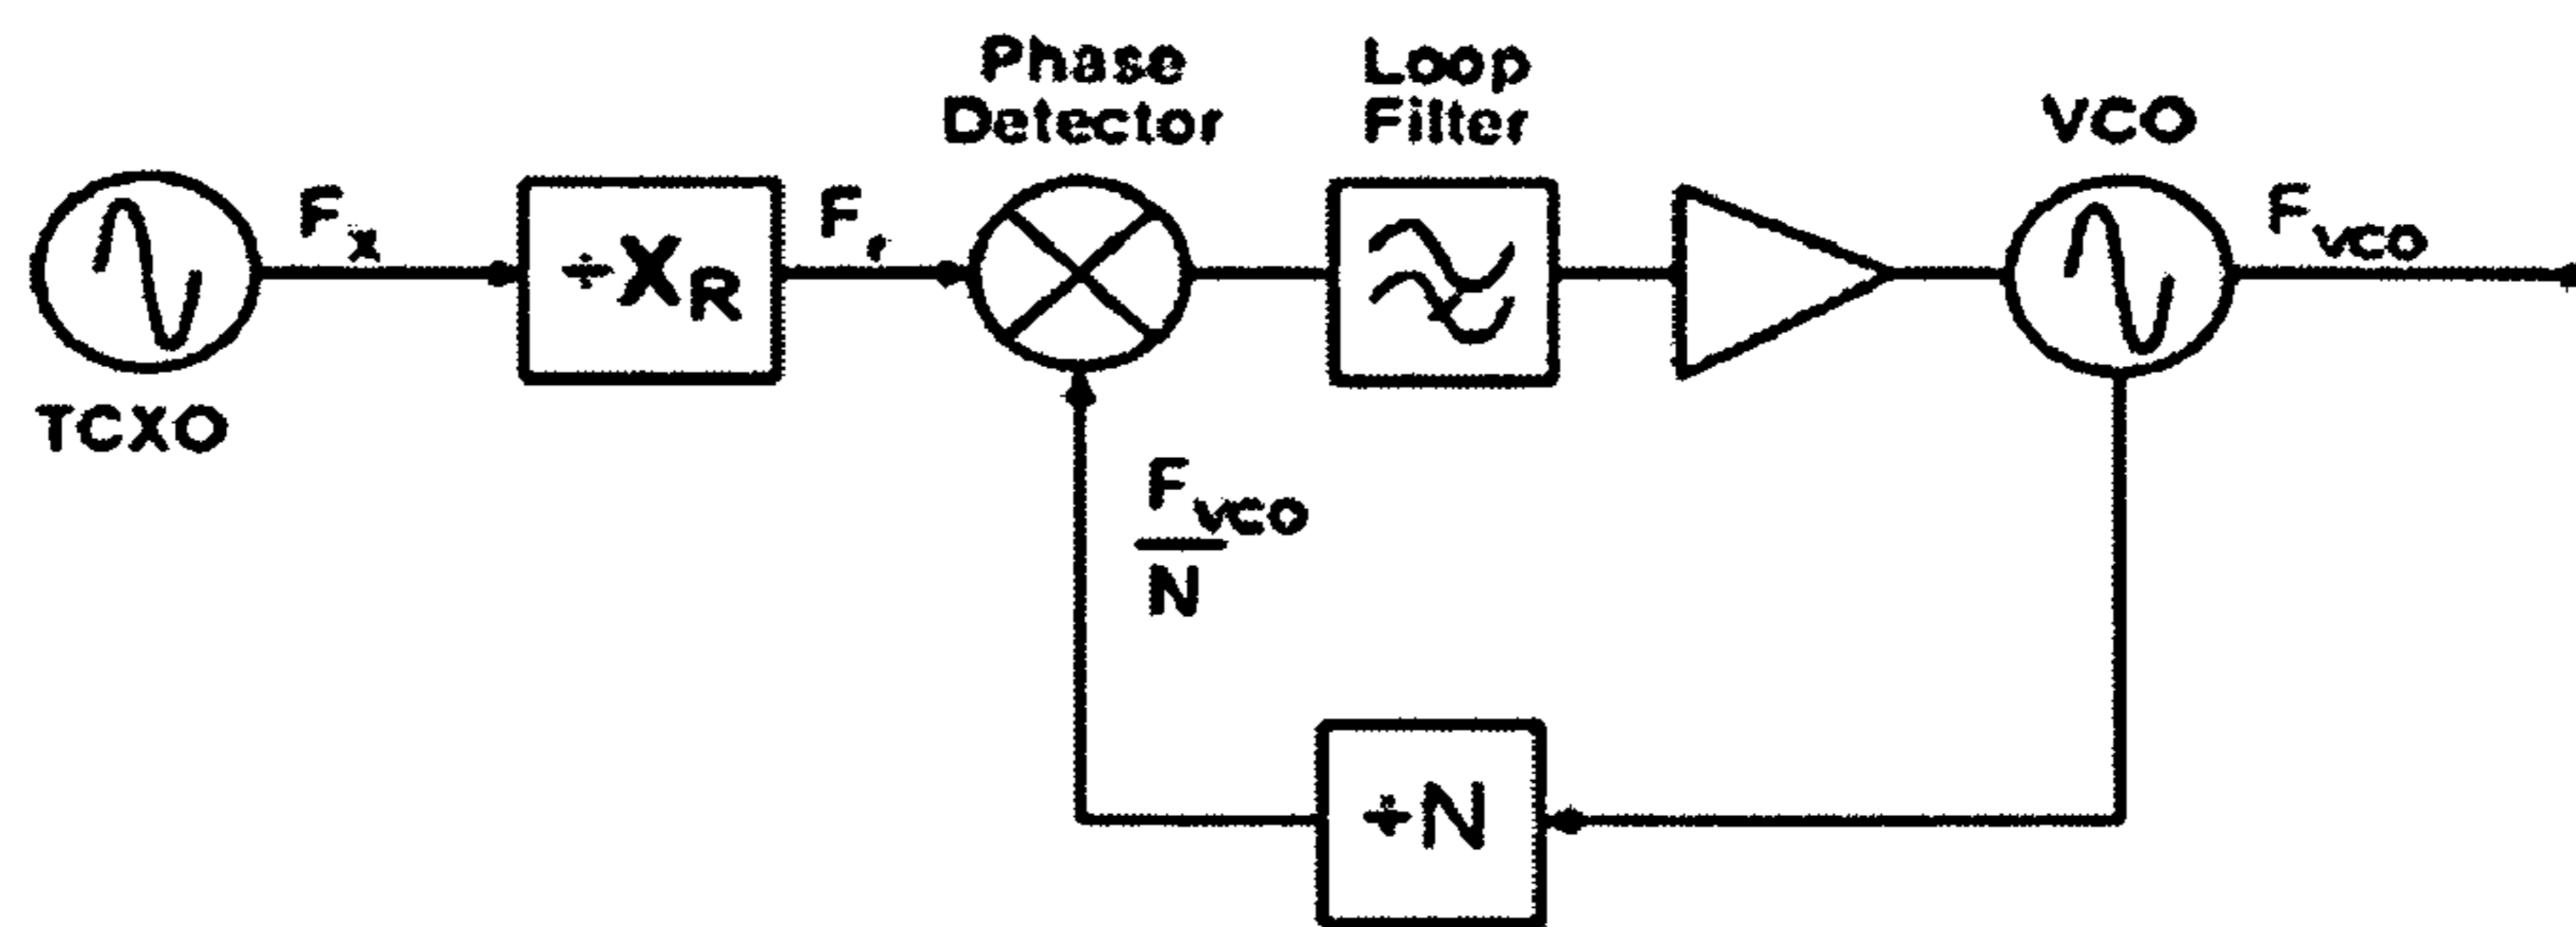 Phase
Detector
Loop
Filter
VCO
Fx
÷XR
Fr
FVCO
TCXO
FVCO
N
÷N